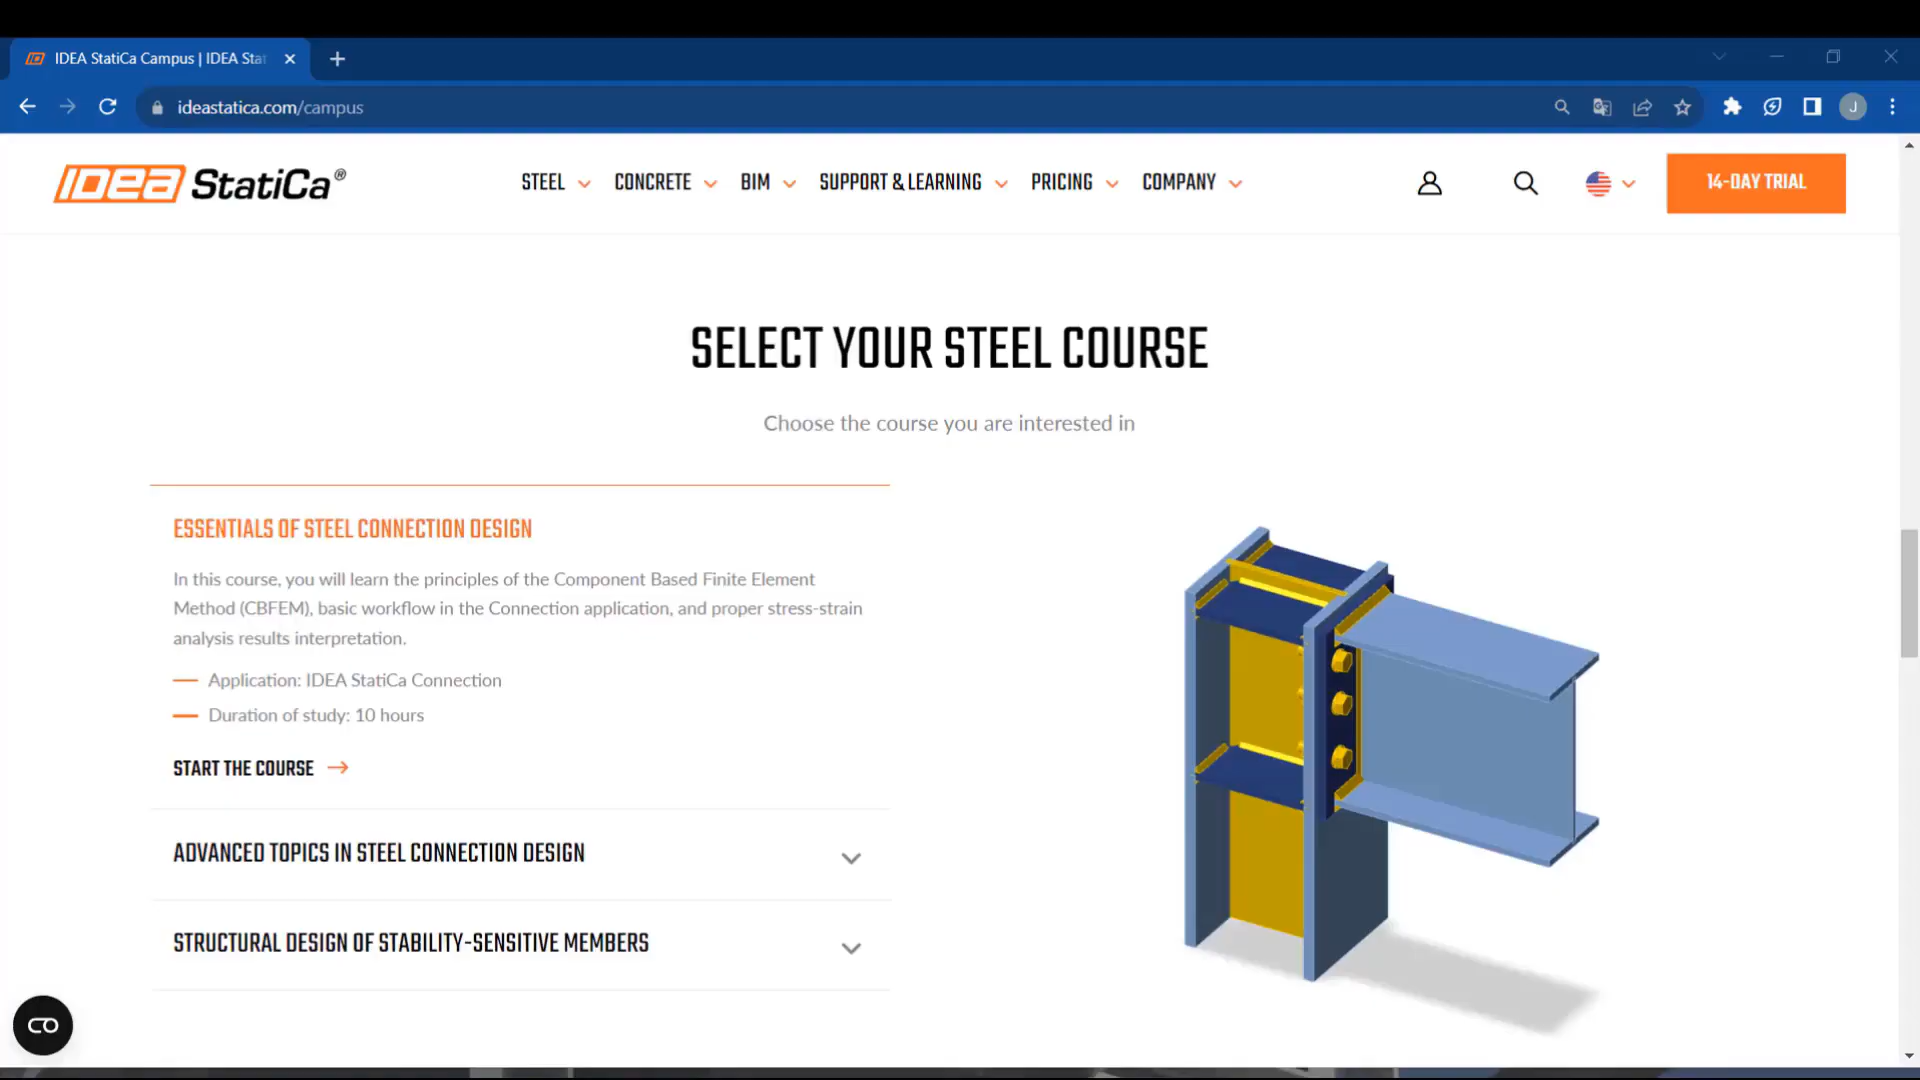 IDEA StatiCa Campus | IDEA Stat
ideastatica.com/campus
J
IDEA StatiCa®
STEEL
CONCRETE
BIM
SUPPORT & LEARNING
PRICING
COMPANY
14-DAY TRIAL
SELECT YOUR STEEL COURSE
Choose the course you are interested in
ESSENTIALS OF STEEL CONNECTION DESIGN
In this course, you will learn the principles of the Component Based Finite Element
Method (CBFEM), basic workflow in the Connection application, and proper stress-strain
analysis results interpretation.
Application: IDEA StatiCa Connection
Duration of study: 10 hours
START THE COURSE
ADVANCED TOPICS IN STEEL CONNECTION DESIGN
STRUCTURAL DESIGN OF STABILITY-SENSITIVE MEMBERS